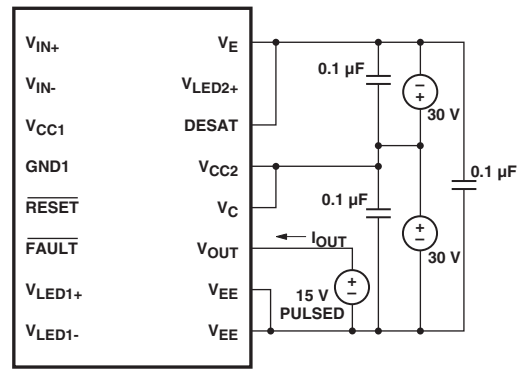 VIN+
VIN-
VCC1
GND1
RESET
FAULT
VLED1+
VLED1-
VE
VLED2+
DESAT
VCC2
VC
VOUT
VEE
VEE
0.1 µF
−
+
30 V
0.1 µF
0.1 µF
+
−
30 V
IOUT
+
−
15 V
PULSED